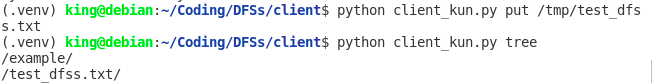 (.venv) king@debian:~/Coding/DFSs/client$ python client_kun.py put /tmp/test_dfs
s.txt
(.venv) king@debian:~/Coding/DFSs/client$ python client_kun.py tree
/example/
/test_dfss.txt/